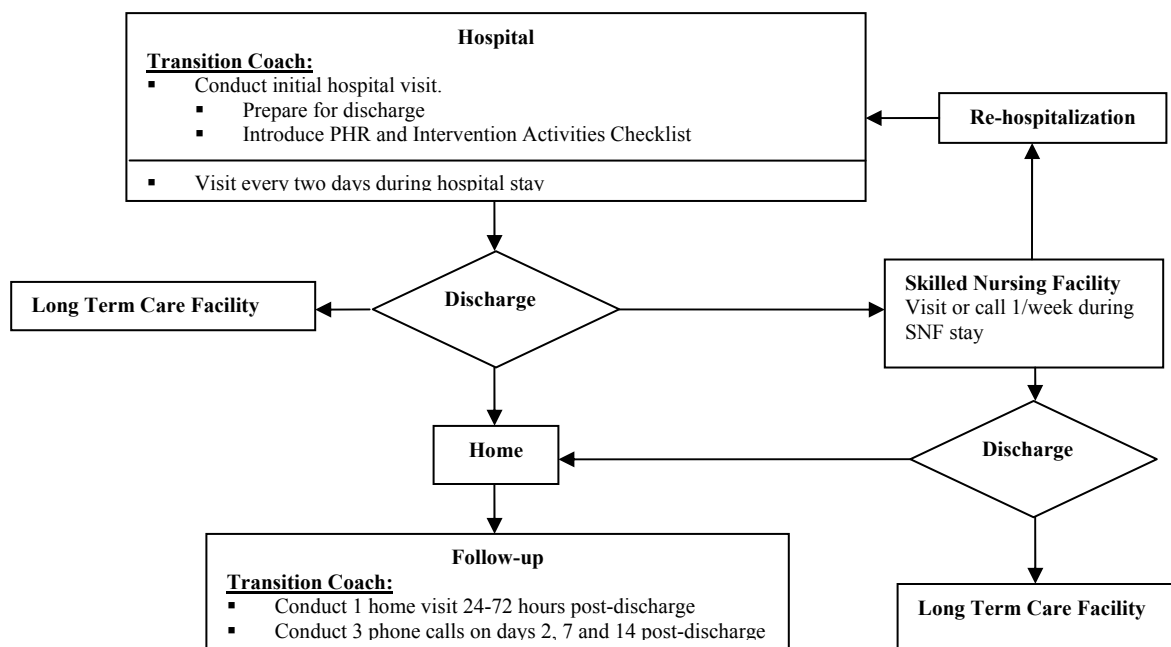 Hospital
Transition Coach:
▪ Conduct initial hospital visit.
▪ Prepare for discharge
▪ Introduce PHR and Intervention Activities Checklist
▪ Visit every two days during hospital stay
Re-hospitalization
Long Term Care Facility
Discharge
Skilled Nursing Facility
Visit or call 1/week during
SNF stay
Home
Discharge
Follow-up
Transition Coach:
▪ Conduct 1 home visit 24-72 hours post-discharge
▪ Conduct 3 phone calls on days 2, 7 and 14 post-discharge
Long Term Care Facility